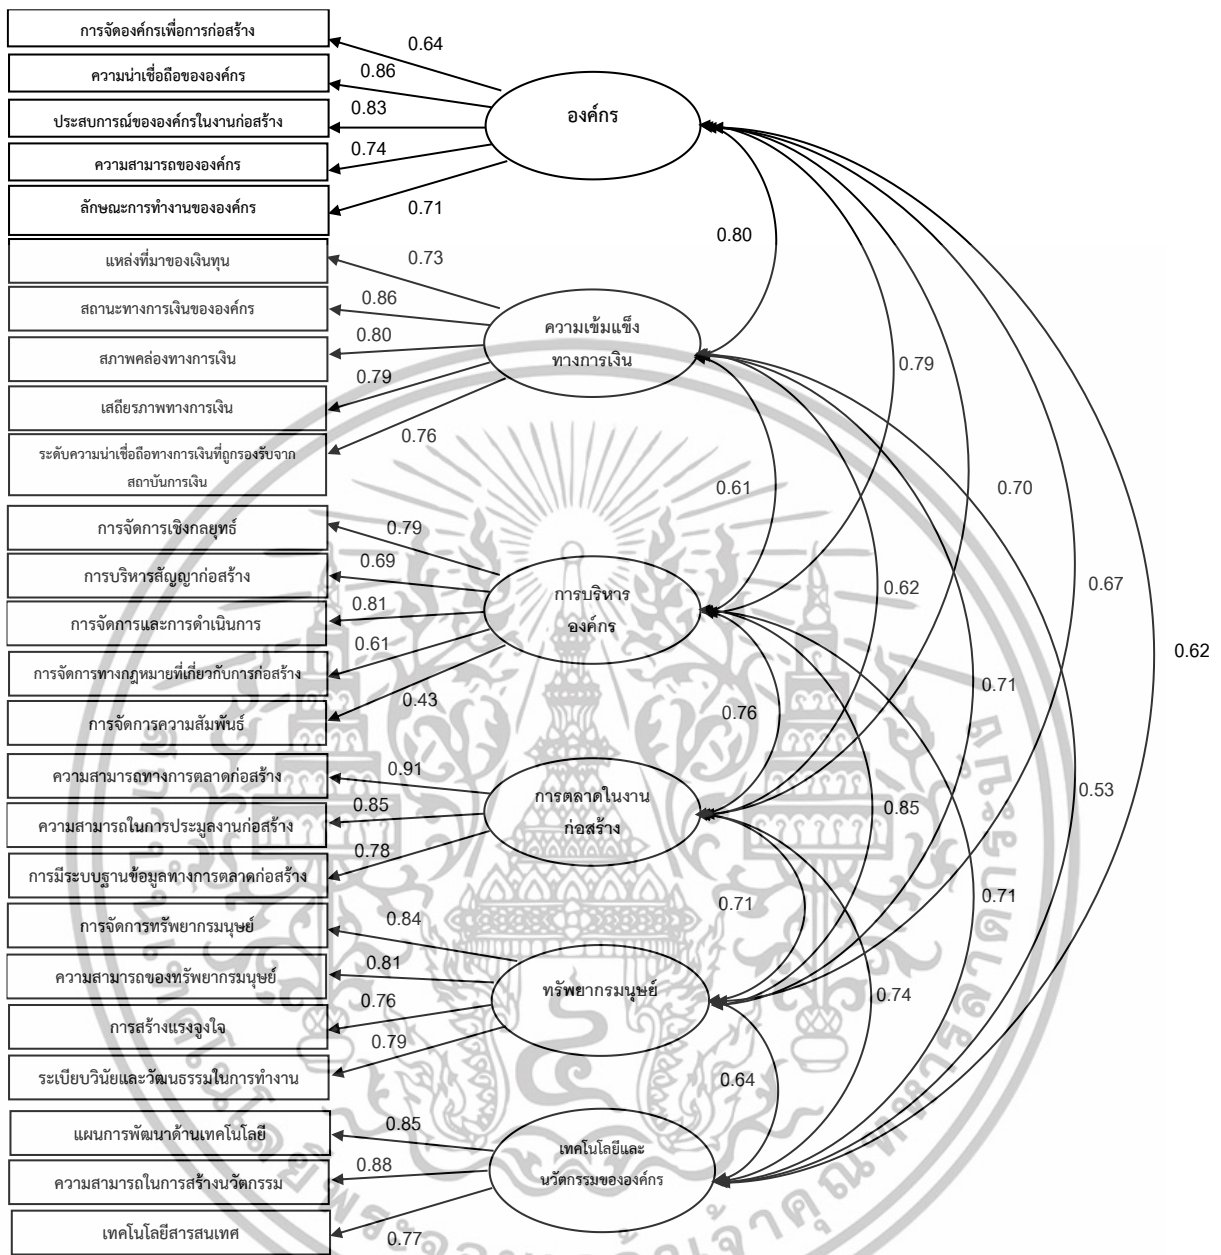 การจัดองค์กรเพื่อการก่อสร้าง
0.64
ความน่าเชื่อถือขององค์กร
0.86
ประสบการณ์ขององค์กรในงานก่อสร้าง
0.83
องค์กร
ความสามารถขององค์กร
0.74
ลักษณะการทำงานขององค์กร
0.71
0.80
แหล่งที่มาของเงินทุน
0.73
สถานะทางการเงินขององค์กร
0.86
สภาพคล่องทางการเงิน
0.80
ความเข้มแข็ง
ทางการเงิน
0.79
เสถียรภาพทางการเงิน
0.79
ระดับความน่าเชื่อถือทางการเงินที่ถูกรองรับจาก
สถาบันการเงิน
0.76
0.61
0.70
การจัดการเชิงกลยุทธ์
0.79
การบริหารสัญญาก่อสร้าง
0.69
การจัดการและการดำเนินการ
0.81
การบริหาร
องค์กร
0.62
0.67
การจัดการทางกฎหมายที่เกี่ยวกับการก่อสร้าง
0.61
0.62
การจัดการความสัมพันธ์
0.43
0.76
0.71
ความสามารถทางการตลาดก่อสร้าง
0.91
ความสามารถในการประมูลงานก่อสร้าง
0.85
การตลาดในงาน
ก่อสร้าง
0.85
0.53
การมีระบบฐานข้อมูลทางการตลาดก่อสร้าง
0.78
การจัดการทรัพยากรมนุษย์
0.84
0.71
0.71
ความสามารถของทรัพยากรมนุษย์
0.81
ทรัพยากรมนุษย์
0.74
การสร้างแรงจูงใจ
0.76
ระเบียบวินัยและวัฒนธรรมในการทำงาน
0.79
0.64
แผนการพัฒนาด้านเทคโนโลยี
0.85
ความสามารถในการสร้างนวัตกรรม
0.88
เทคโนโลยีและ
นวัตกรรมขององค์กร
เทคโนโลยีสารสนเทศ
0.77